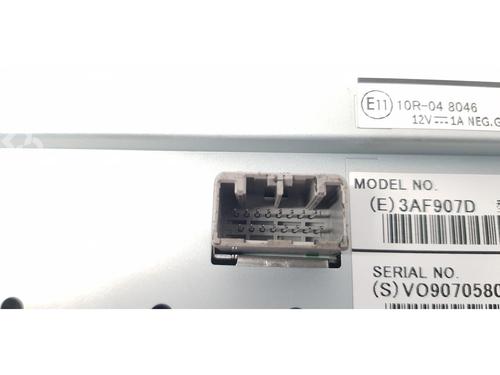 E11 10R-04 8046
12V⎓1A NEG.G
MODEL NO.
(E)3AF907D
SERIAL NO.
(S)VO9070580